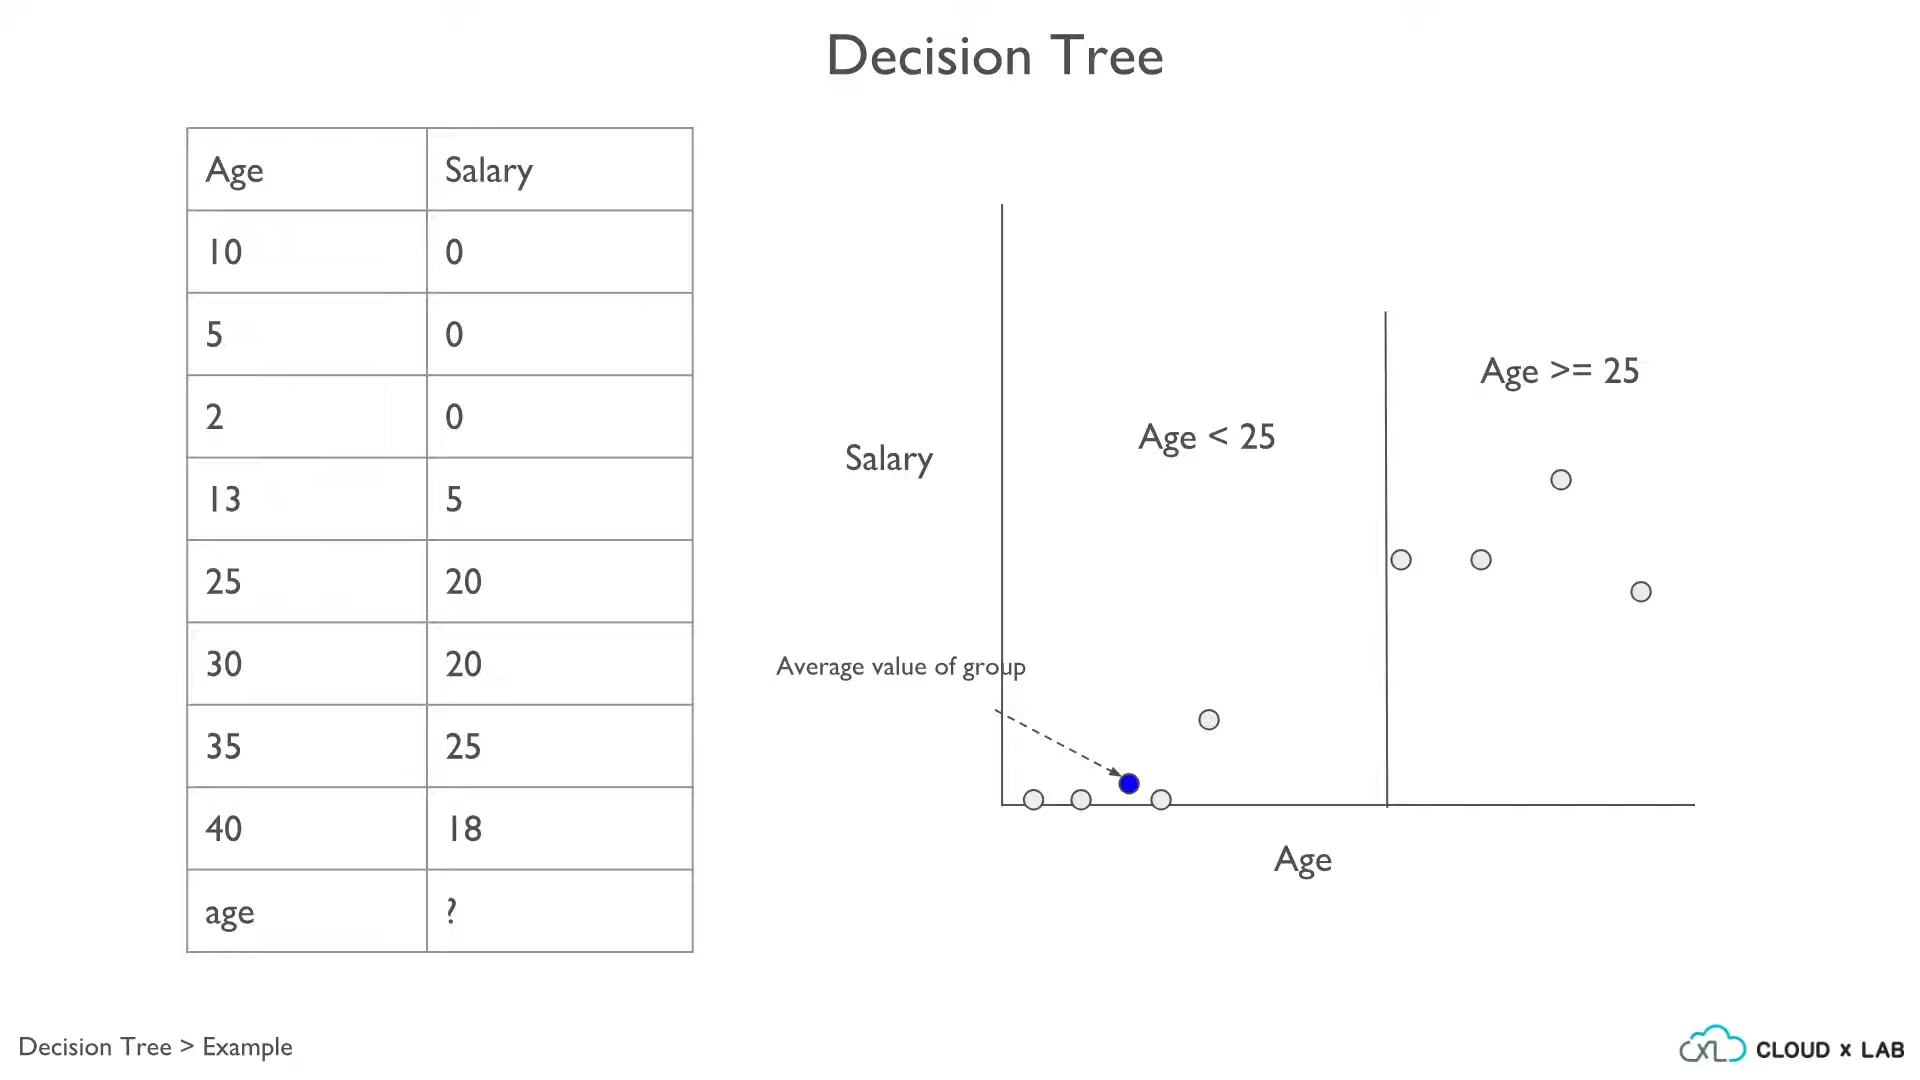 Decision Tree
Age Salary
10 0
5 0
2 0
13 5
25 20
30 20
35 25
40 18
age ?
Age >= 25
Age < 25
Salary
Average value of group
Age
Decision Tree > Example
CXL CLOUD x LAB